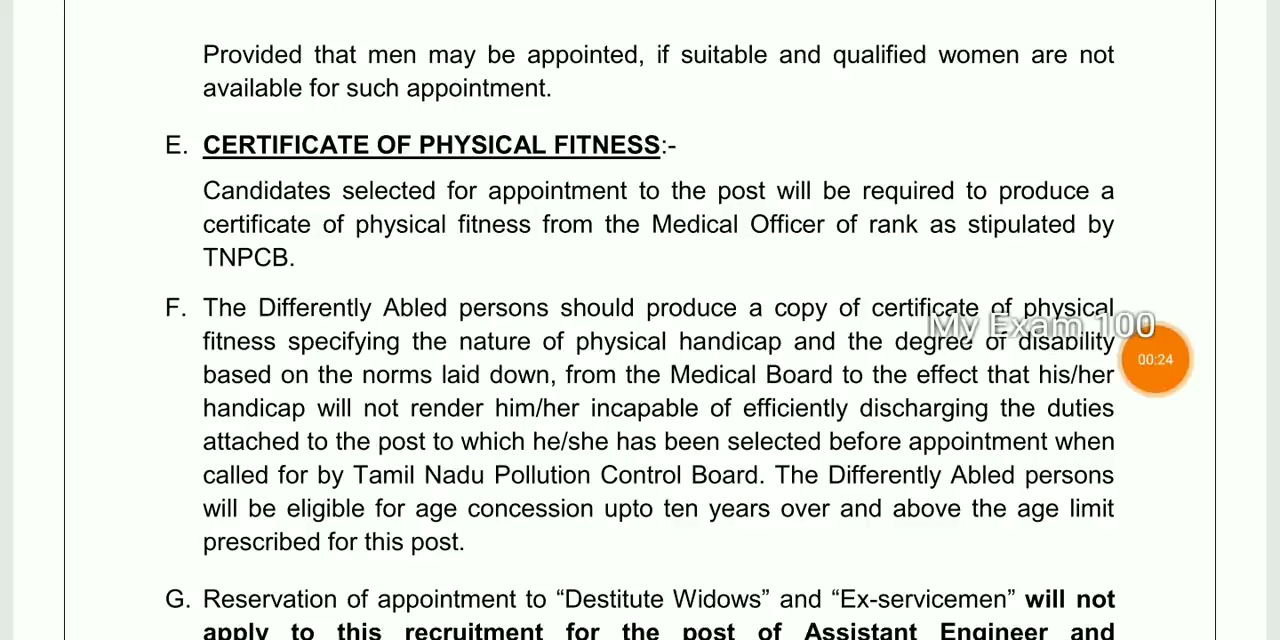 Provided that men may be appointed, if suitable and qualified women are not
available for such appointment.
E. CERTIFICATE OF PHYSICAL FITNESS:-
Candidates selected for appointment to the post will be required to produce a
certificate of physical fitness from the Medical Officer of rank as stipulated by
TNPCB.
F. The Differently Abled persons should produce a copy of certificate of physical
My Exam 100
fitness specifying the nature of physical handicap and the degree of disability
00:24
based on the norms laid down, from the Medical Board to the effect that his/her
handicap will not render him/her incapable of efficiently discharging the duties
attached to the post to which he/she has been selected before appointment when
called for by Tamil Nadu Pollution Control Board. The Differently Abled persons
will be eligible for age concession upto ten years over and above the age limit
prescribed for this post.
G. Reservation of appointment to “Destitute Widows” and “Ex-servicemen” will not
apply to this recruitment for the post of Assistant Engineer and